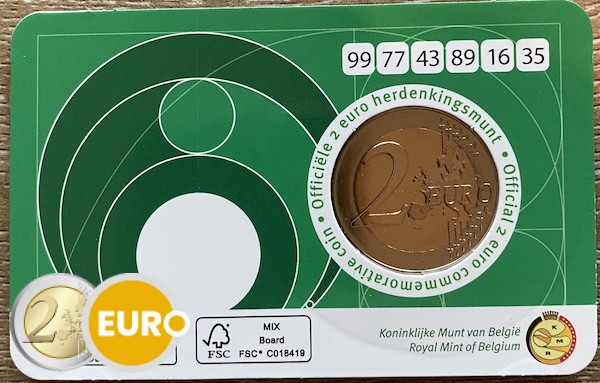 99 77 43 89 16 35
Officiële 2 euro herdenkingsmunt • Official 2 euro commemorative coin •
2 EURO
2 EURO
FSC
MIX
Board
FSC® C018419
Koninklijke Munt van België
Royal Mint of Belgium
K M R